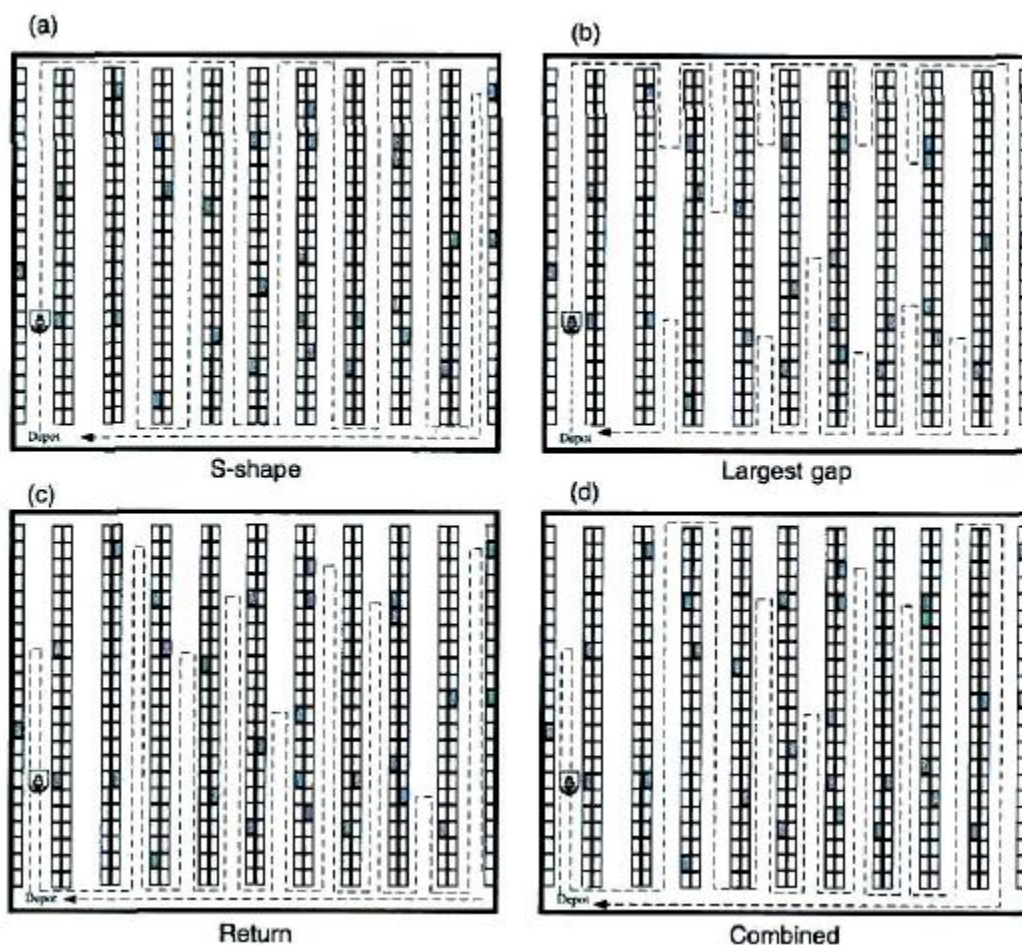 (a)
Depot
S-shape
(b)
Depot
Largest gap
(c)
Depot
Return
(d)
Depot
Combined